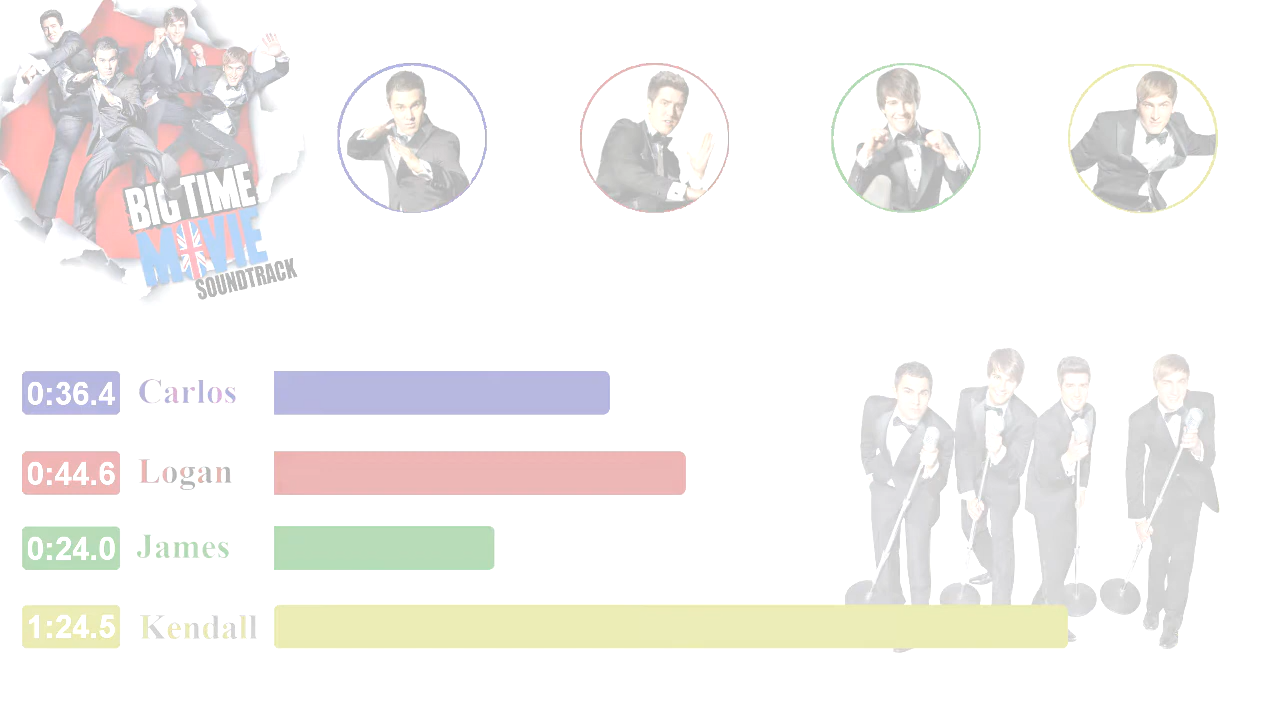 BIG TIME
MOVIE
SOUNDTRACK
0:36.4 Carlos
0:44.6 Logan
0:24.0 James
1:24.5 Kendall